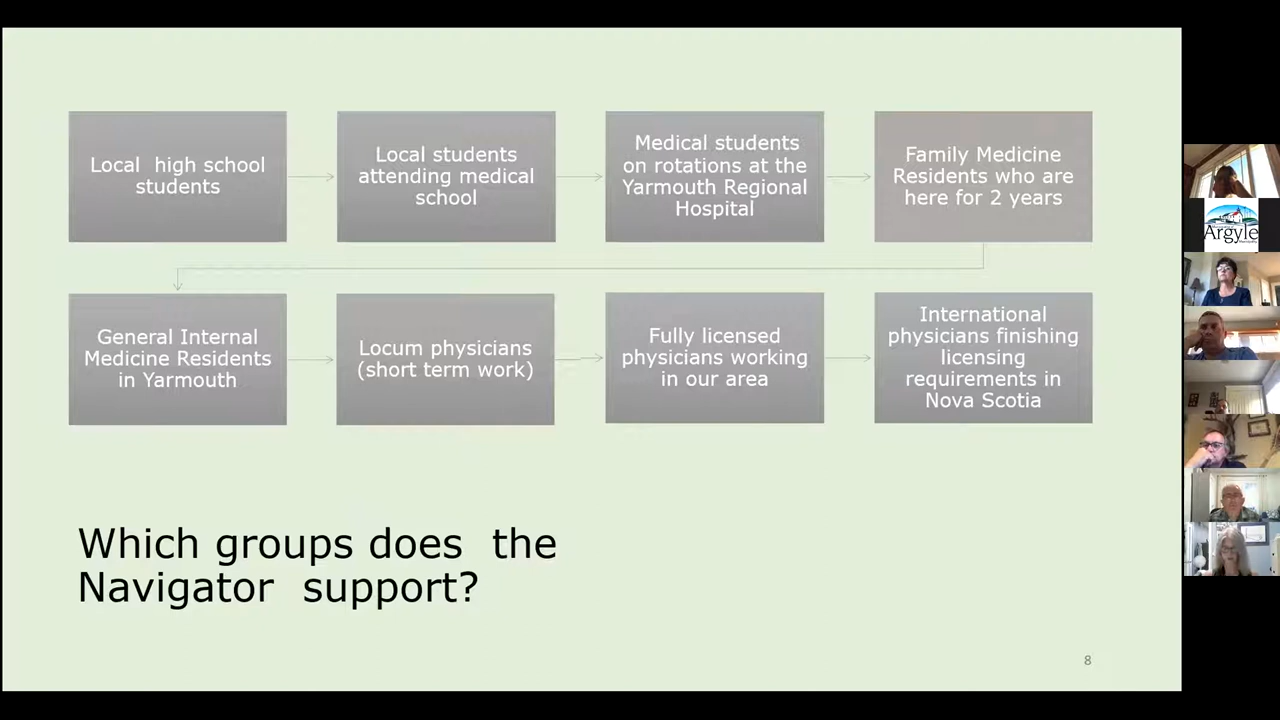 Local high school
students
Local students
attending medical
school
Medical students
on rotations at the
Yarmouth Regional
Hospital
Family Medicine
Residents who are
here for 2 years
General Internal
Medicine Residents
in Yarmouth
Locum physicians
(short term work)
Fully licensed
physicians working
in our area
International
physicians finishing
licensing
requirements in
Nova Scotia
Which groups does the
Navigator support?
8
Argyle